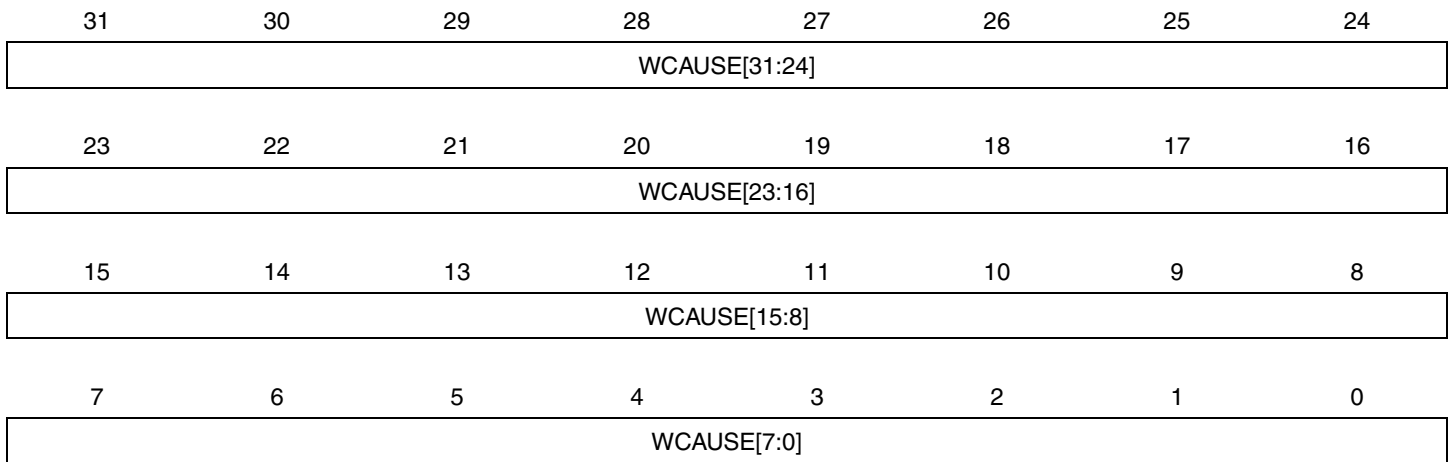 31 30 29 28 27 26 25 24
WCAUSE[31:24]
23 22 21 20 19 18 17 16
WCAUSE[23:16]
15 14 13 12 11 10 9 8
WCAUSE[15:8]
7 6 5 4 3 2 1 0
WCAUSE[7:0]